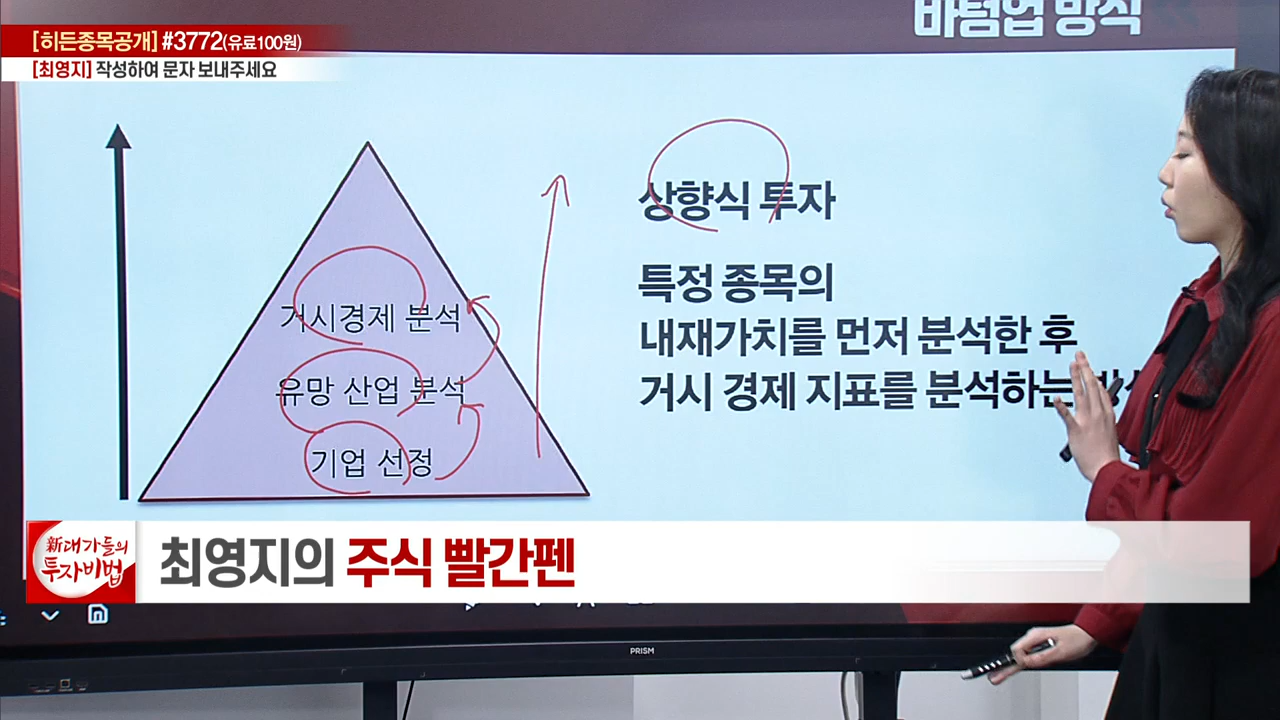 바텀업 방식
[히든종목공개] #3772(유료100원)
[최영지] 작성하여 문자 보내주세요
상향식 투자
특정 종목의
내재가치를 먼저 분석한 후
거시 경제 지표를 분석하는
거시경제 분석
유망 산업 분석
기업 선정
新대가들의
투자비법
최영지의 주식 빨간펜
PRISM